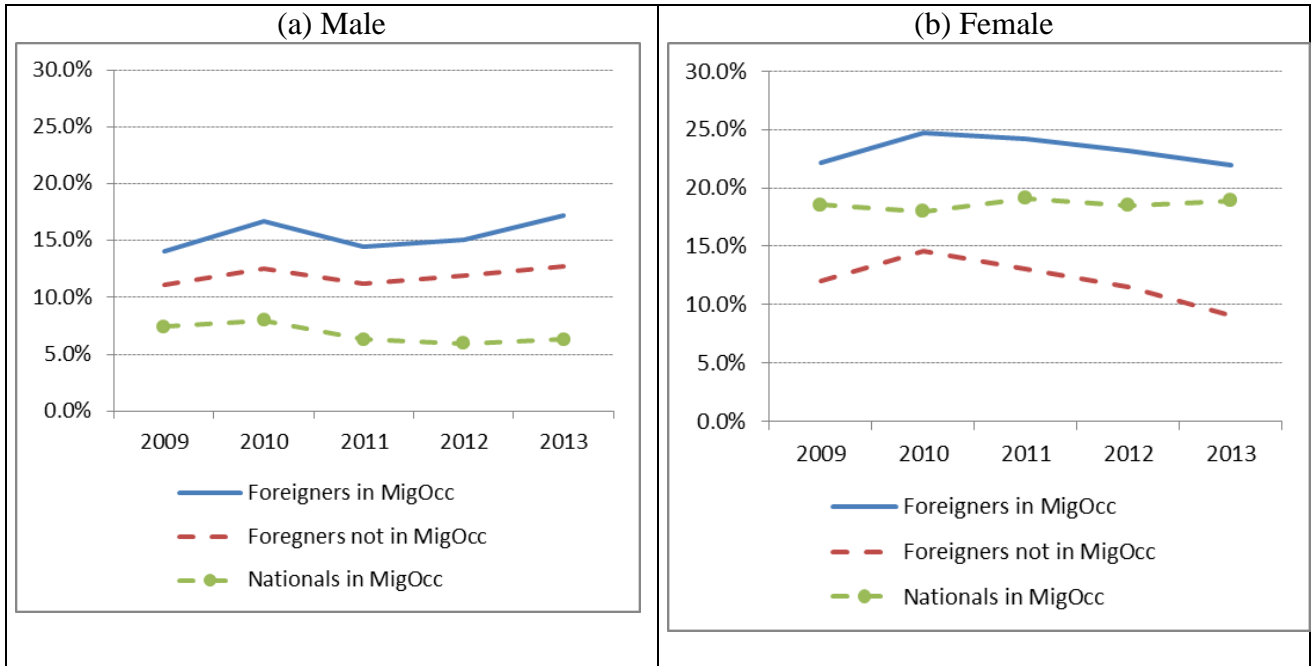 (a) Male
30.0%
25.0%
20.0%
15.0%
10.0%
5.0%
0.0%
2009 2010 2011 2012 2013
Foreigners in MigOcc
Foregners not in MigOcc
Nationals in MigOcc
(b) Female
30.0%
25.0%
20.0%
15.0%
10.0%
5.0%
0.0%
2009 2010 2011 2012 2013
Foreigners in MigOcc
Foreigners not in MigOcc
Nationals in MigOcc